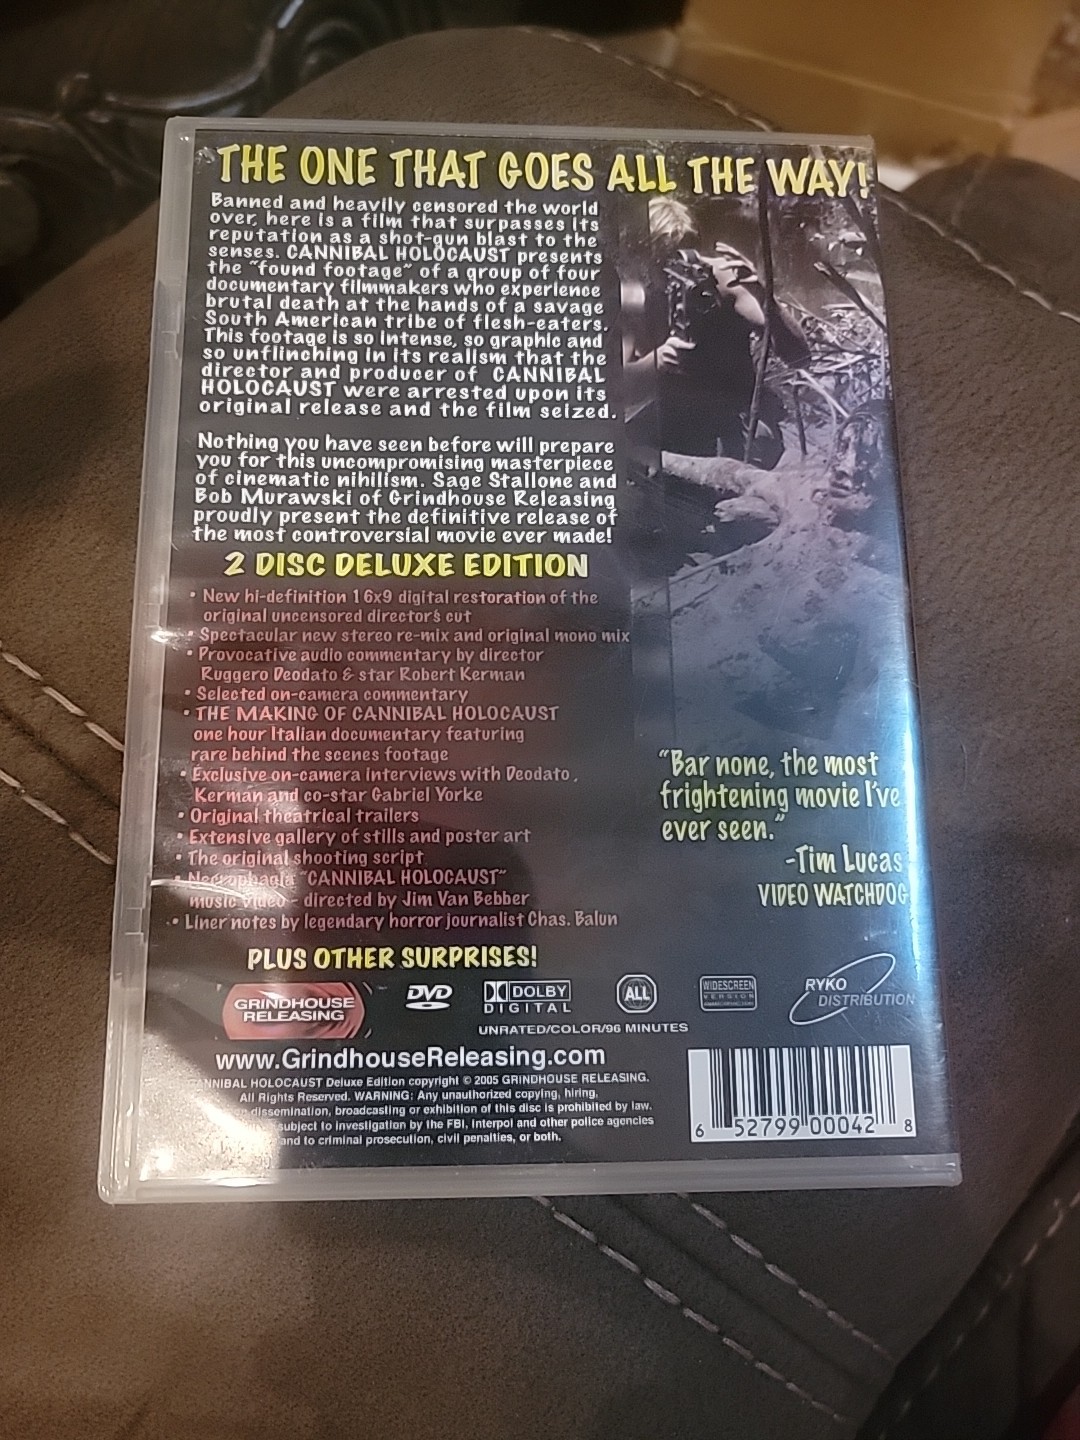 THE ONE THAT GOES ALL THE WAY!
Banned and heavily censored the world
over, here is a film that surpasses its
reputation as a shot-gun blast to the
senses. CANNIBAL HOLOCAUST presents
the "found footage" of a group of four
documentary filmmakers who experience
brutal death at the hands of a savage
South American tribe of flesh-eaters.
This footage is so intense, so graphic and
so unflinching in its realism that the
director and producer of CANNIBAL
HOLOCAUST were arrested upon its
original release and the film seized.
Nothing you have seen before will prepare
you for this uncompromising masterpiece
of cinematic nihilism. Sage Stallone and
Bob Murawski of Grindhouse Releasing
proudly present the definitive release of
the most controversial movie ever made!
2 DISC DELUXE EDITION
• New hi-definition 16x9 digital restoration of the
original uncensored director's cut
• Spectacular new stereo re-mix and original mono mix
• Provocative audio commentary by director
Ruggero Deodato & star Robert Kerman
• Selected on-camera commentary
• THE MAKING OF CANNIBAL HOLOCAUST
one hour Italian documentary featuring
rare behind the scenes footage
• Exclusive on-camera interviews with Deodato,
Kerman and co-star Gabriel Yorke
• Original theatrical trailers
• Extensive gallery of stills and poster art
• The original shooting script
• Necrophagia "CANNIBAL HOLOCAUST"
music video - directed by Jim Van Bebber
• Liner notes by legendary horror journalist Chas. Balun
PLUS OTHER SURPRISES!
"Bar none, the most
frightening movie I've
ever seen."
-Tim Lucas
VIDEO WATCHDOG
GRINDHOUSE
RELEASING
DVD
DOLBY
DIGITAL
ALL
WIDESCREEN
VERSION
RYKO
DISTRIBUTION
UNRATED/COLOR/96 MINUTES
www.GrindhouseReleasing.com
CANNIBAL HOLOCAUST Deluxe Edition copyright © 2005 GRINDHOUSE RELEASING.
All Rights Reserved. WARNING: Any unauthorized copying, hiring,
dissemination, broadcasting or exhibition of this disc is prohibited by law.
subject to investigation by the FBI, Interpol and other police agencies
and to criminal prosecution, civil penalties, or both.
6 52799 00042 8